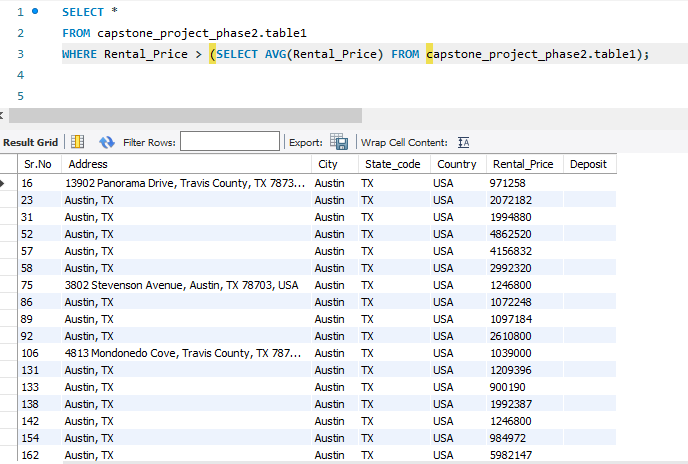 1 SELECT *
2 FROM capstone_project_phase2.table1
3 WHERE Rental_Price > (SELECT AVG(Rental_Price) FROM capstone_project_phase2.table1);
4
5
Result Grid Filter Rows: Export: Wrap Cell Content: IA
Sr.No Address City State_code Country Rental_Price Deposit
16 13902 Panorama Drive, Travis County, TX 7873... Austin TX USA 971258
23 Austin, TX Austin TX USA 2072182
31 Austin, TX Austin TX USA 1994880
52 Austin, TX Austin TX USA 4862520
57 Austin, TX Austin TX USA 4156832
58 Austin, TX Austin TX USA 2992320
75 3802 Stevenson Avenue, Austin, TX 78703, USA Austin TX USA 1246800
86 Austin, TX Austin TX USA 1072248
89 Austin, TX Austin TX USA 1097184
92 Austin, TX Austin TX USA 2610800
106 4813 Mondonedo Cove, Travis County, TX 787... Austin TX USA 1039000
131 Austin, TX Austin TX USA 1209396
133 Austin, TX Austin TX USA 900190
138 Austin, TX Austin TX USA 1992387
142 Austin, TX Austin TX USA 1246800
154 Austin, TX Austin TX USA 984972
162 Austin, TX Austin TX USA 5982147